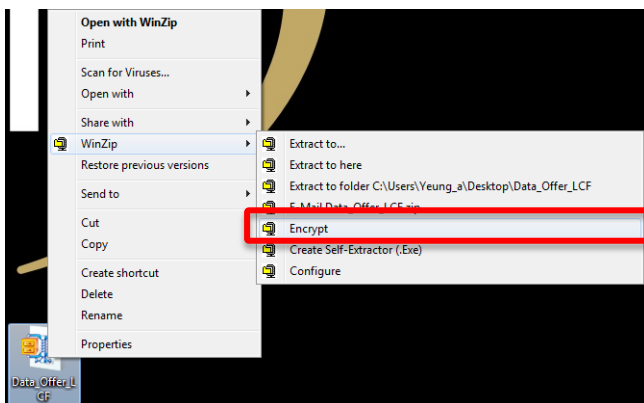 Open with WinZip
Print
Scan for Viruses...
Open with
Share with
WinZip
Restore previous versions
Send to
Cut
Copy
Create shortcut
Delete
Rename
Properties
Extract to...
Extract to here
Extract to folder C:\Users\Yeung_a\Desktop\Data_Offer_LCF
E-Mail Data_Offer_LCF.zip
Encrypt
Create Self-Extractor (.Exe)
Configure
Data_Offer_L
CF